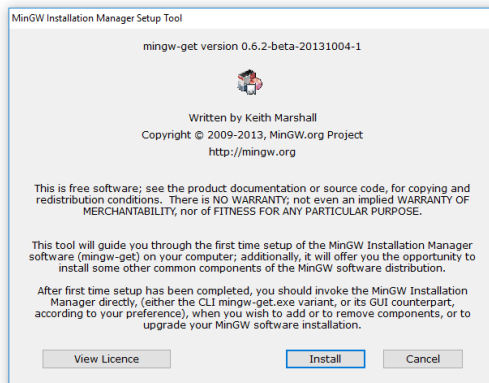 MinGW Installation Manager Setup Tool
mingw-get version 0.6.2-beta-20131004-1
Written by Keith Marshall
Copyright © 2009-2013, MinGW.org Project
http://mingw.org
This is free software; see the product documentation or source code, for copying and
redistribution conditions.  There is NO WARRANTY; not even an implied WARRANTY OF
MERCHANTABILITY, nor of FITNESS FOR ANY PARTICULAR PURPOSE.
This tool will guide you through the first time setup of the MinGW Installation Manager
software (mingw-get) on your computer; additionally, it will offer you the opportunity to
install some other common components of the MinGW software distribution.
After first time setup has been completed, you should invoke the MinGW Installation
Manager directly, (either the CLI mingw-get.exe variant, or its GUI counterpart,
according to your preference), when you wish to add or to remove components, or to
upgrade your MinGW software installation.
View Licence
Install
Cancel